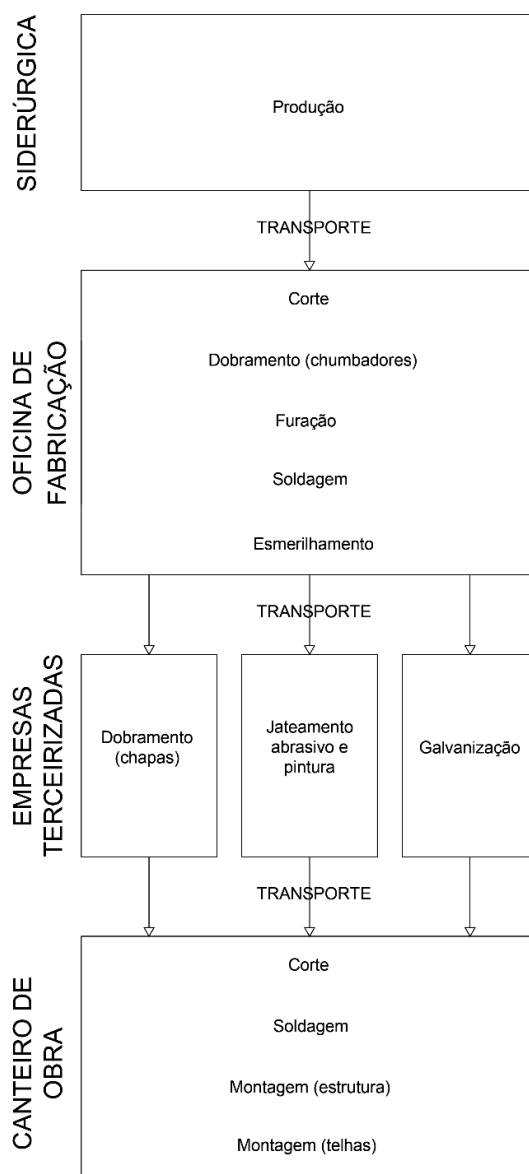 SIDERÚRGICA
Produção
TRANSPORTE
OFICINA DE
FABRICAÇÃO
Corte
Dobramento (chumbadores)
Furação
Soldagem
Esmerilhamento
TRANSPORTE
EMPRESAS
TERCEIRIZADAS
Dobramento
(chapas)
Jateamento
abrasivo e
pintura
Galvanização
TRANSPORTE
CANTEIRO DE
OBRA
Corte
Soldagem
Montagem (estrutura)
Montagem (telhas)